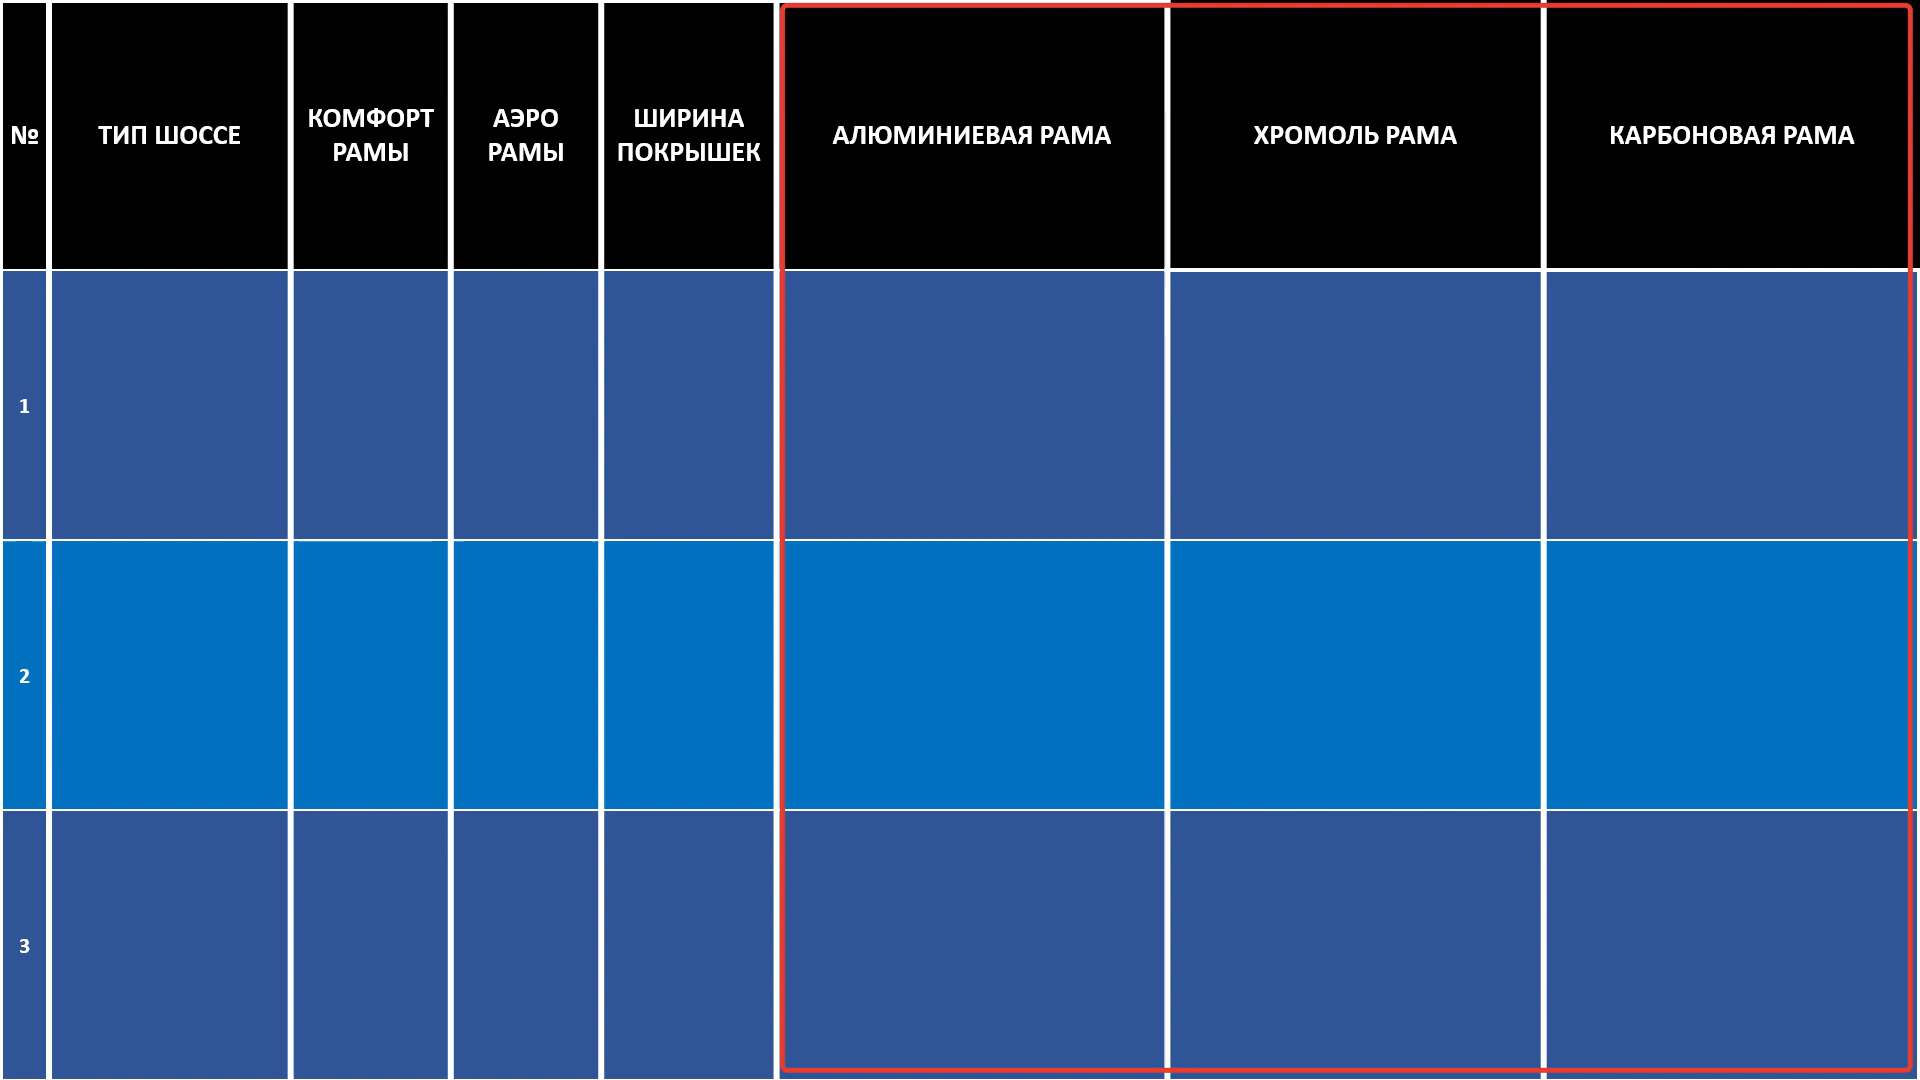 №
ТИП ШОССЕ
КОМФОРТ
РАМЫ
АЭРО
РАМЫ
ШИРИНА
ПОКРЫШЕК
АЛЮМИНИЕВАЯ РАМА
ХРОМОЛЬ РАМА
КАРБОНОВАЯ РАМА
1
2
3